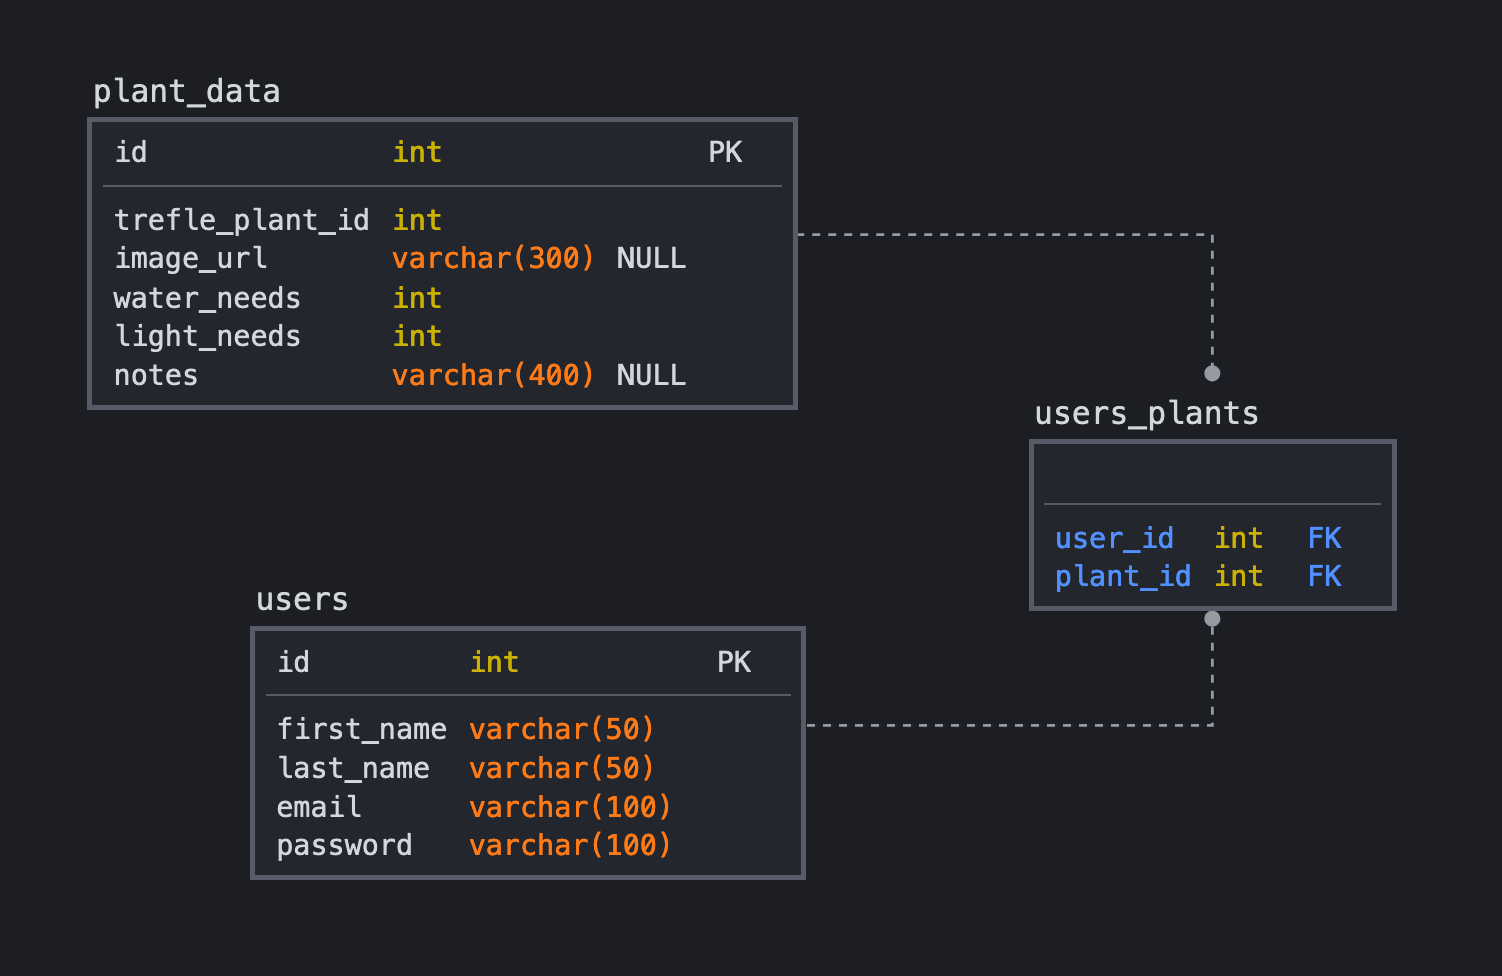 plant_data
id int PK
trefle_plant_id int
image_url varchar(300) NULL
water_needs int
light_needs int
notes varchar(400) NULL
users_plants
user_id int FK
plant_id int FK
users
id int PK
first_name varchar(50)
last_name varchar(50)
email varchar(100)
password varchar(100)